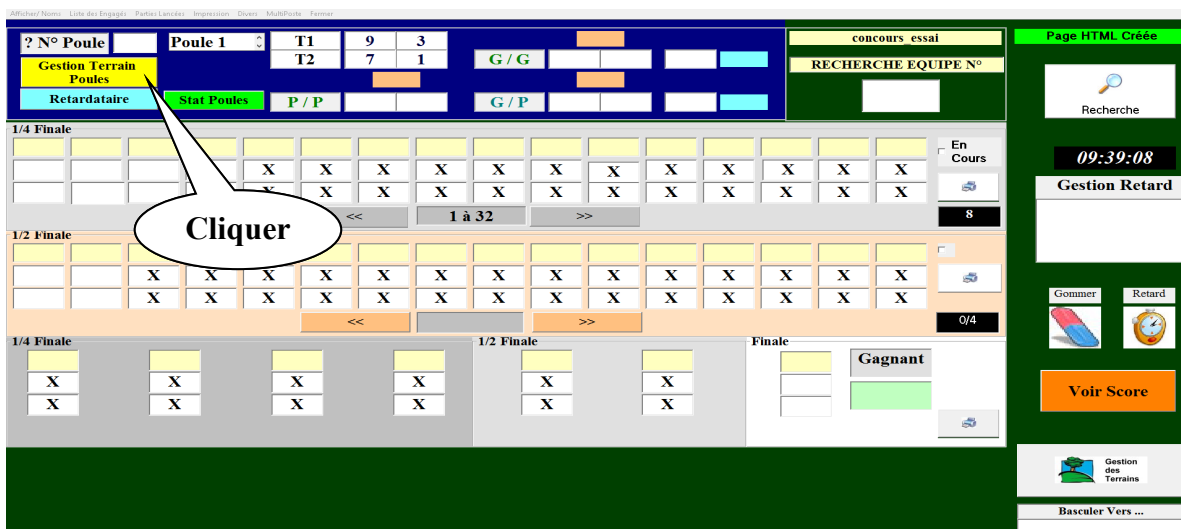 Afficher/ Noms Liste des Engagés Parties Lancées Impression Divers MultiPoste Fermer
? N° Poule Poule 1 T1 9 3 concours_essai Page HTML Créée
Gestion Terrain Poules T2 7 1 G / G RECHERCHE EQUIPE N°
Retardataire Stat Poules P / P G / P Recherche
1/4 Finale
En Cours
09:39:08
X X X X X X X X X X X X
X X X X X X X X X X X X
Gestion Retard
Cliquer << 1 à 32 >> 8
1/2 Finale
X X X X X X X X X X X X X X
X X X X X X X X X X X X X X
Gommer Retard
<< >> 0/4
1/4 Finale 1/2 Finale Finale
Gagnant
X X X X X X
X X X X X X
Voir Score
Gestion
des
Terrains
Basculer Vers ...